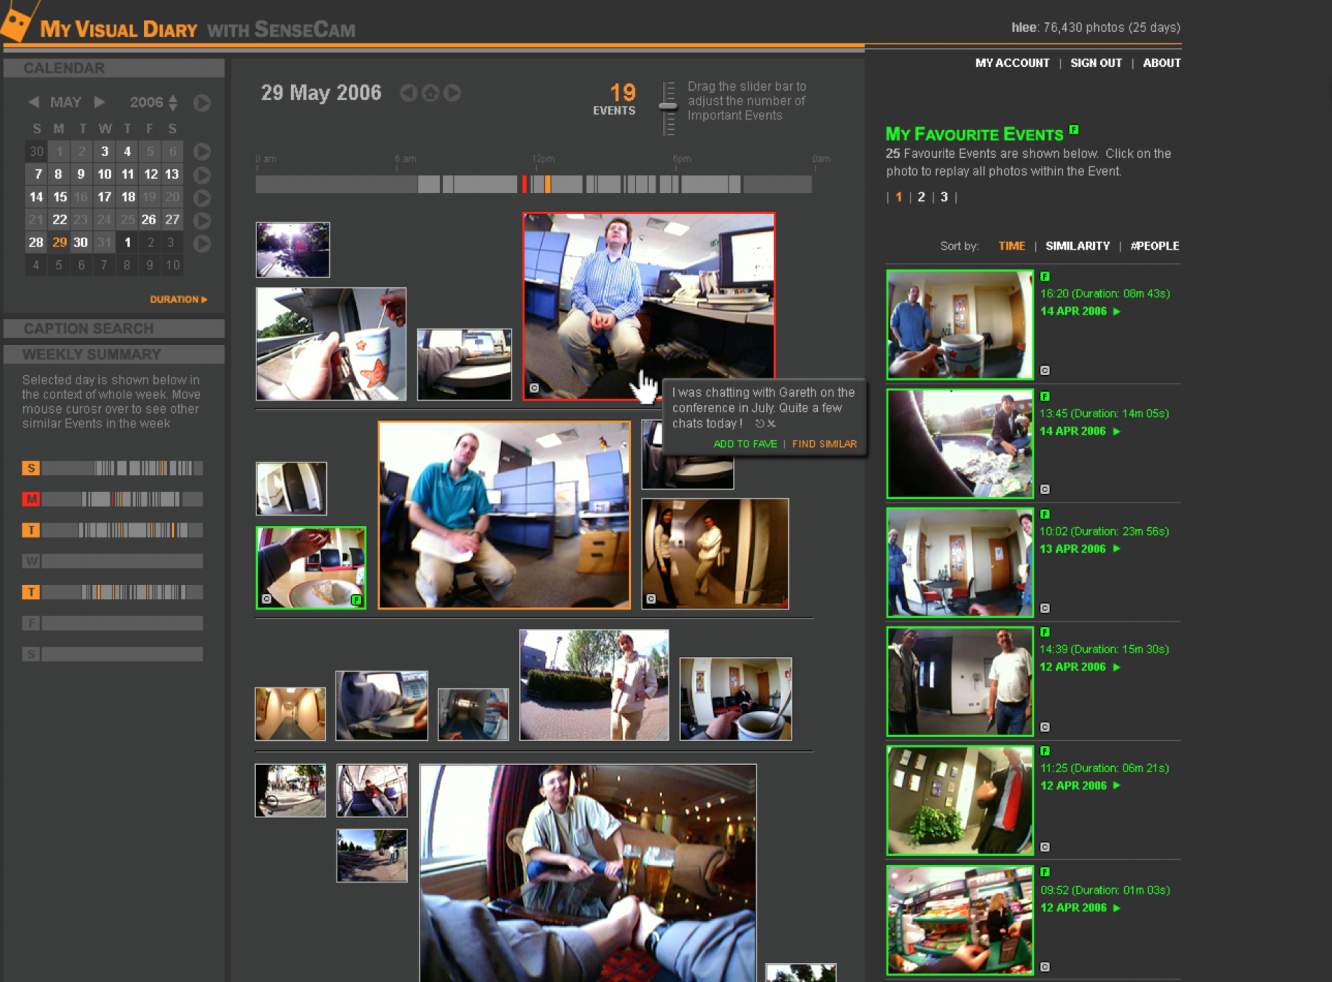 MY VISUAL DIARY WITH SENSECAM
hlee: 76,430 photos (25 days)
MY ACCOUNT | SIGN OUT | ABOUT
CALENDAR
MAY 2006
S M T W T F S
30 1 2 3 4 5 6
7 8 9 10 11 12 13
14 15 16 17 18 19 20
21 22 23 24 25 26 27
28 29 30 31 1 2 3
4 5 6 7 8 9 10
DURATION
CAPTION SEARCH
WEEKLY SUMMARY
Selected day is shown below in
the context of whole week. Move
mouse curosr over to see other
similar Events in the week
S
M
T
W
T
F
S
29 May 2006
19
EVENTS
Drag the slider bar to
adjust the number of
Important Events
0am 6am 12pm 6pm 0am
C
I was chatting with Gareth on the
conference in July. Quite a few
chats today !
ADD TO FAVE | FIND SIMILAR
C F
C
MY FAVOURITE EVENTS F
25 Favourite Events are shown below. Click on the
photo to replay all photos within the Event.
| 1 | 2 | 3 |
Sort by: TIME | SIMILARITY | #PEOPLE
F
16:20 (Duration: 08m 43s)
14 APR 2006
C
F
13:45 (Duration: 14m 05s)
14 APR 2006
C
F
10:02 (Duration: 23m 56s)
13 APR 2006
C
F
14:39 (Duration: 15m 30s)
12 APR 2006
C
F
11:25 (Duration: 06m 21s)
12 APR 2006
C
F
09:52 (Duration: 01m 03s)
12 APR 2006
C